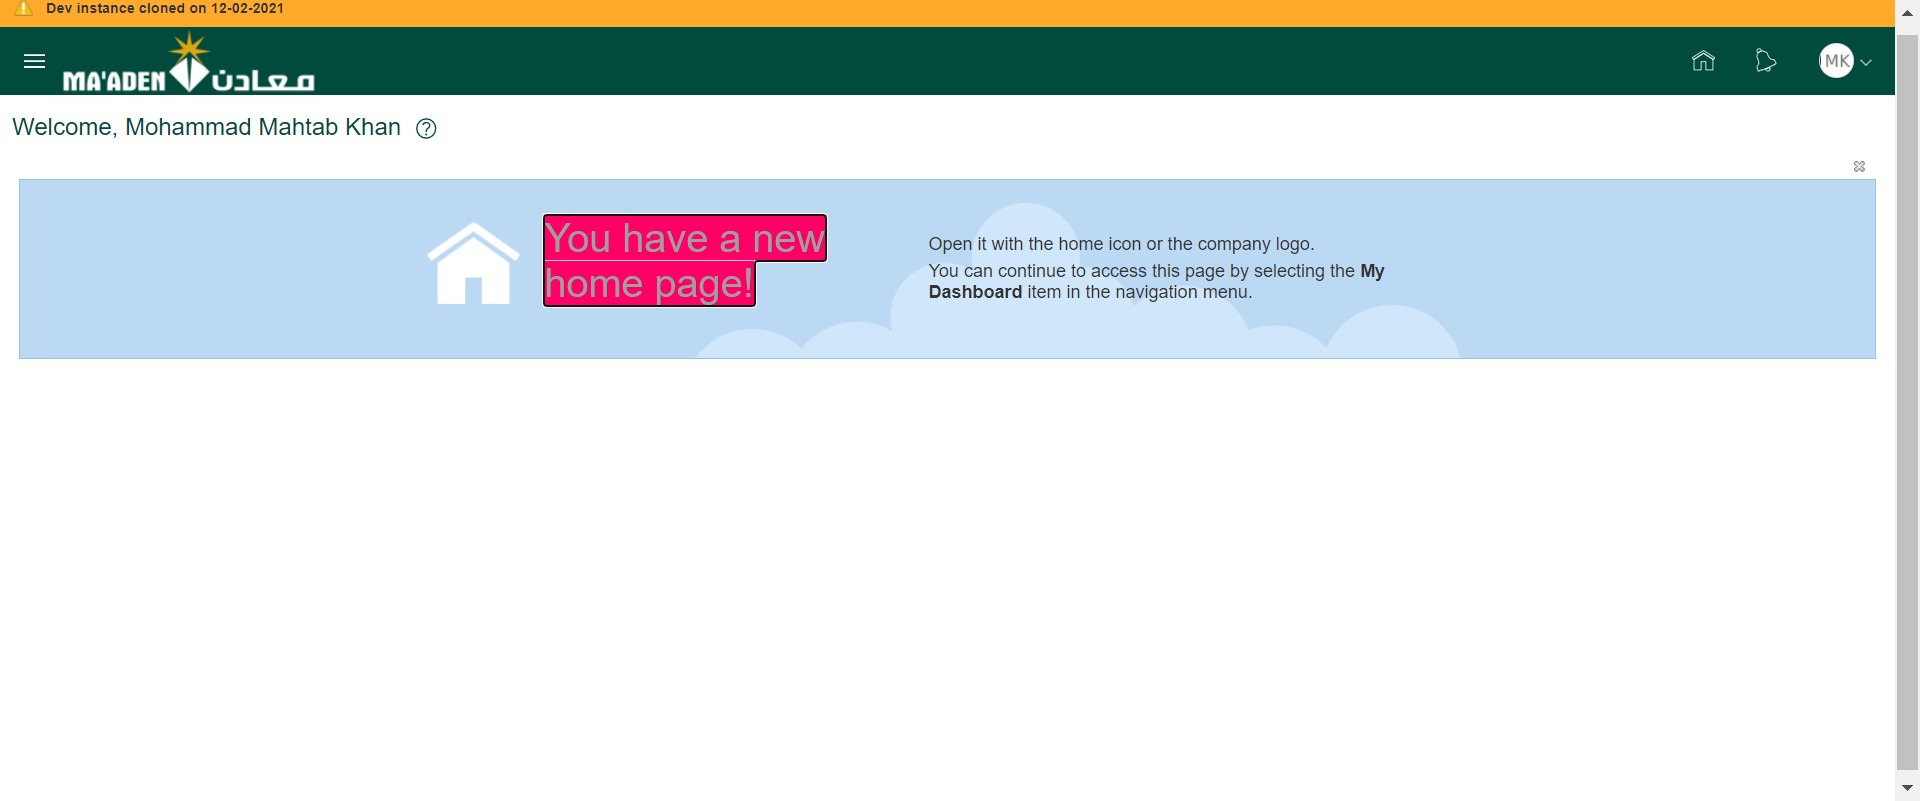 Dev instance cloned on 12-02-2021
MA'ADEN معادن
MK
Welcome, Mohammad Mahtab Khan
You have a new
home page!
Open it with the home icon or the company logo.
You can continue to access this page by selecting the My
Dashboard item in the navigation menu.